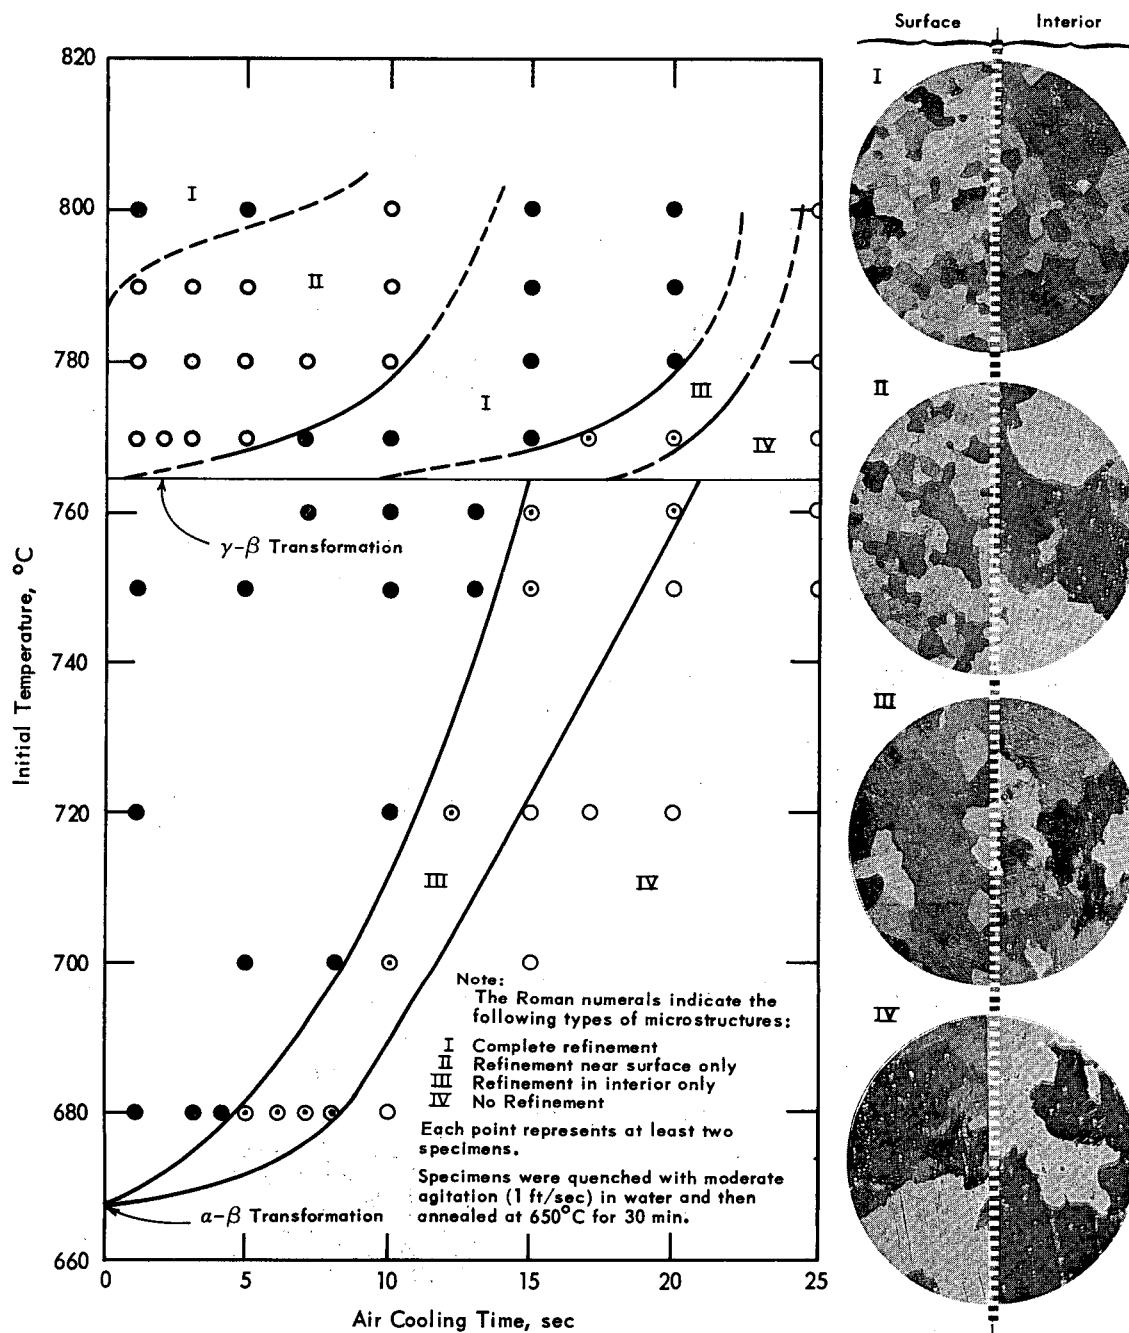 Surface Interior
820
I
I
800
II
II
780
I
III
IV
III
760
γ-β Transformation
740
Initial Temperature, °C
720
III
IV
700
Note:
The Roman numerals indicate the
following types of microstructures:
I Complete refinement
II Refinement near surface only
III Refinement in interior only
IV No Refinement
IV
680
Each point represents at least two
specimens.
Specimens were quenched with moderate
agitation (1 ft/sec) in water and then
annealed at 650°C for 30 min.
α-β Transformation
660
0 5 10 15 20 25
Air Cooling Time, sec